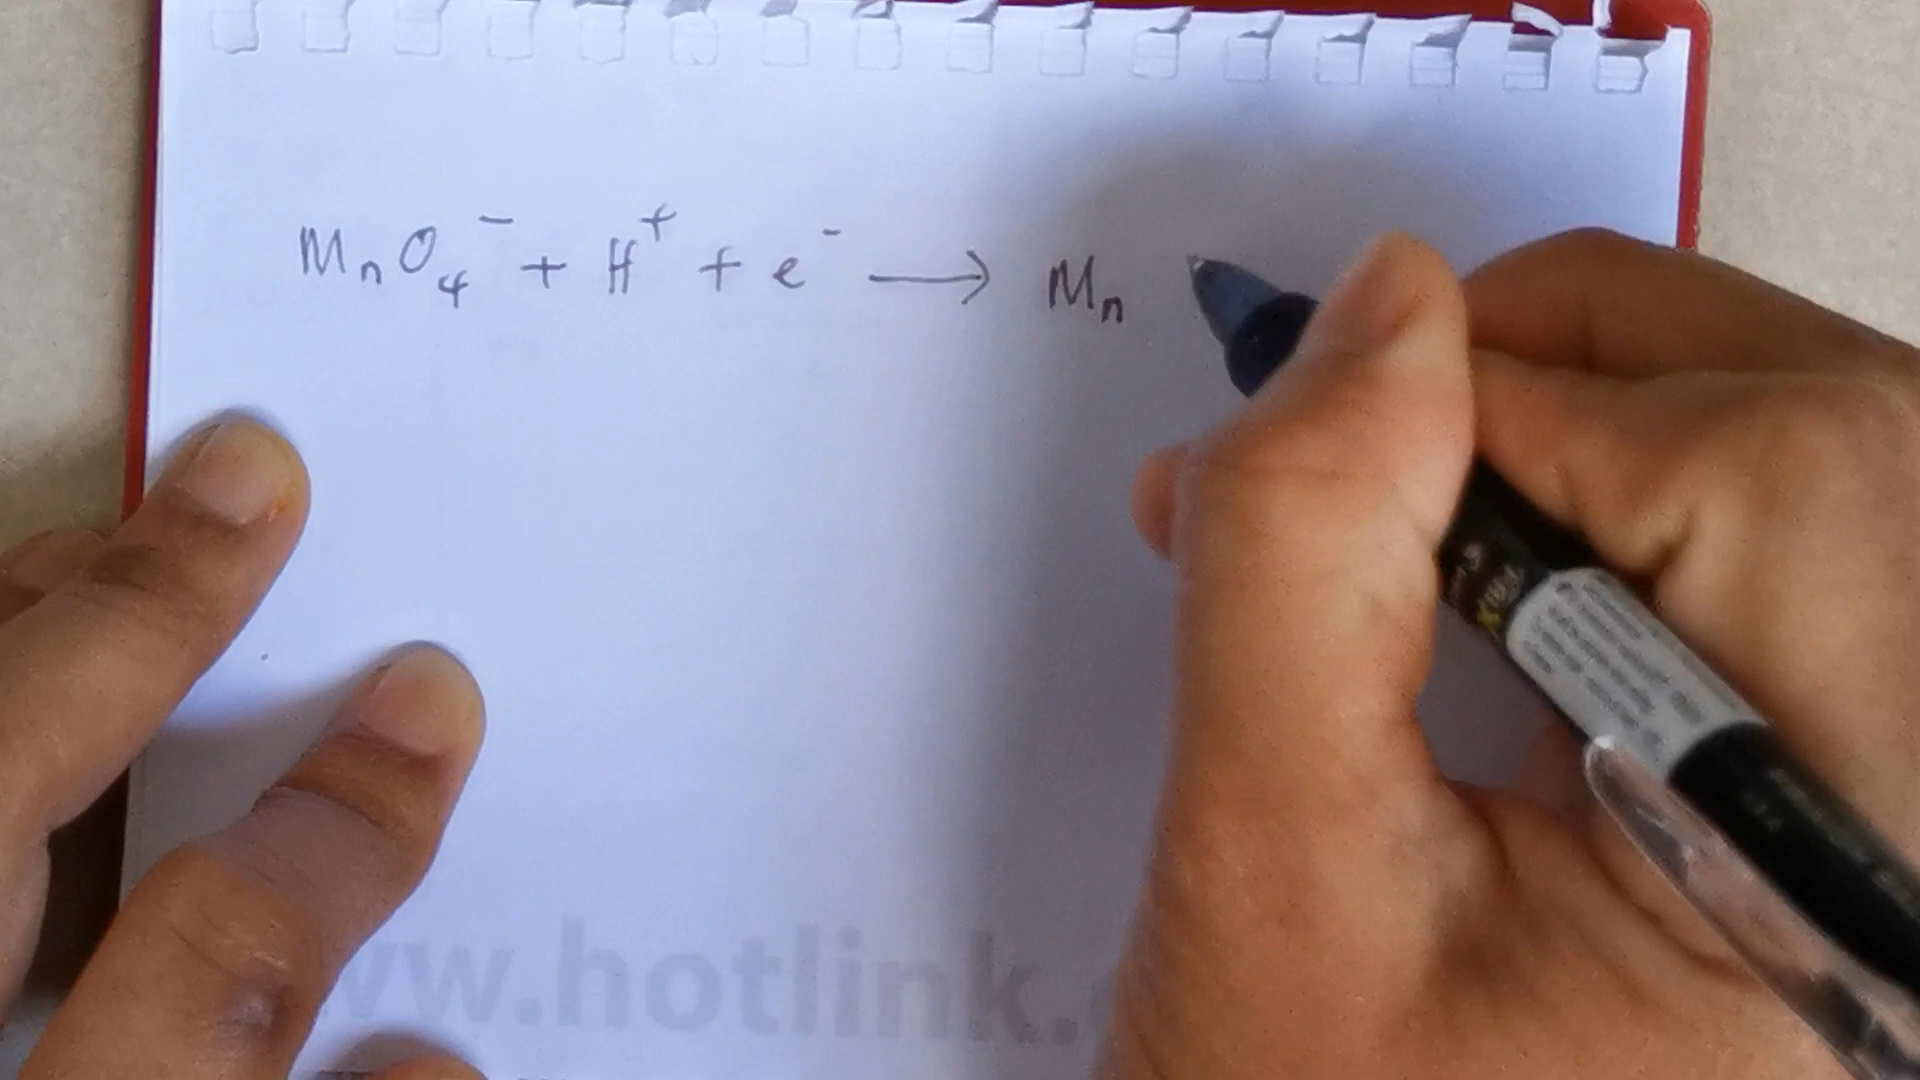 MnO₄⁻ + H⁺ + e⁻ → Mn
ww.hotlink.